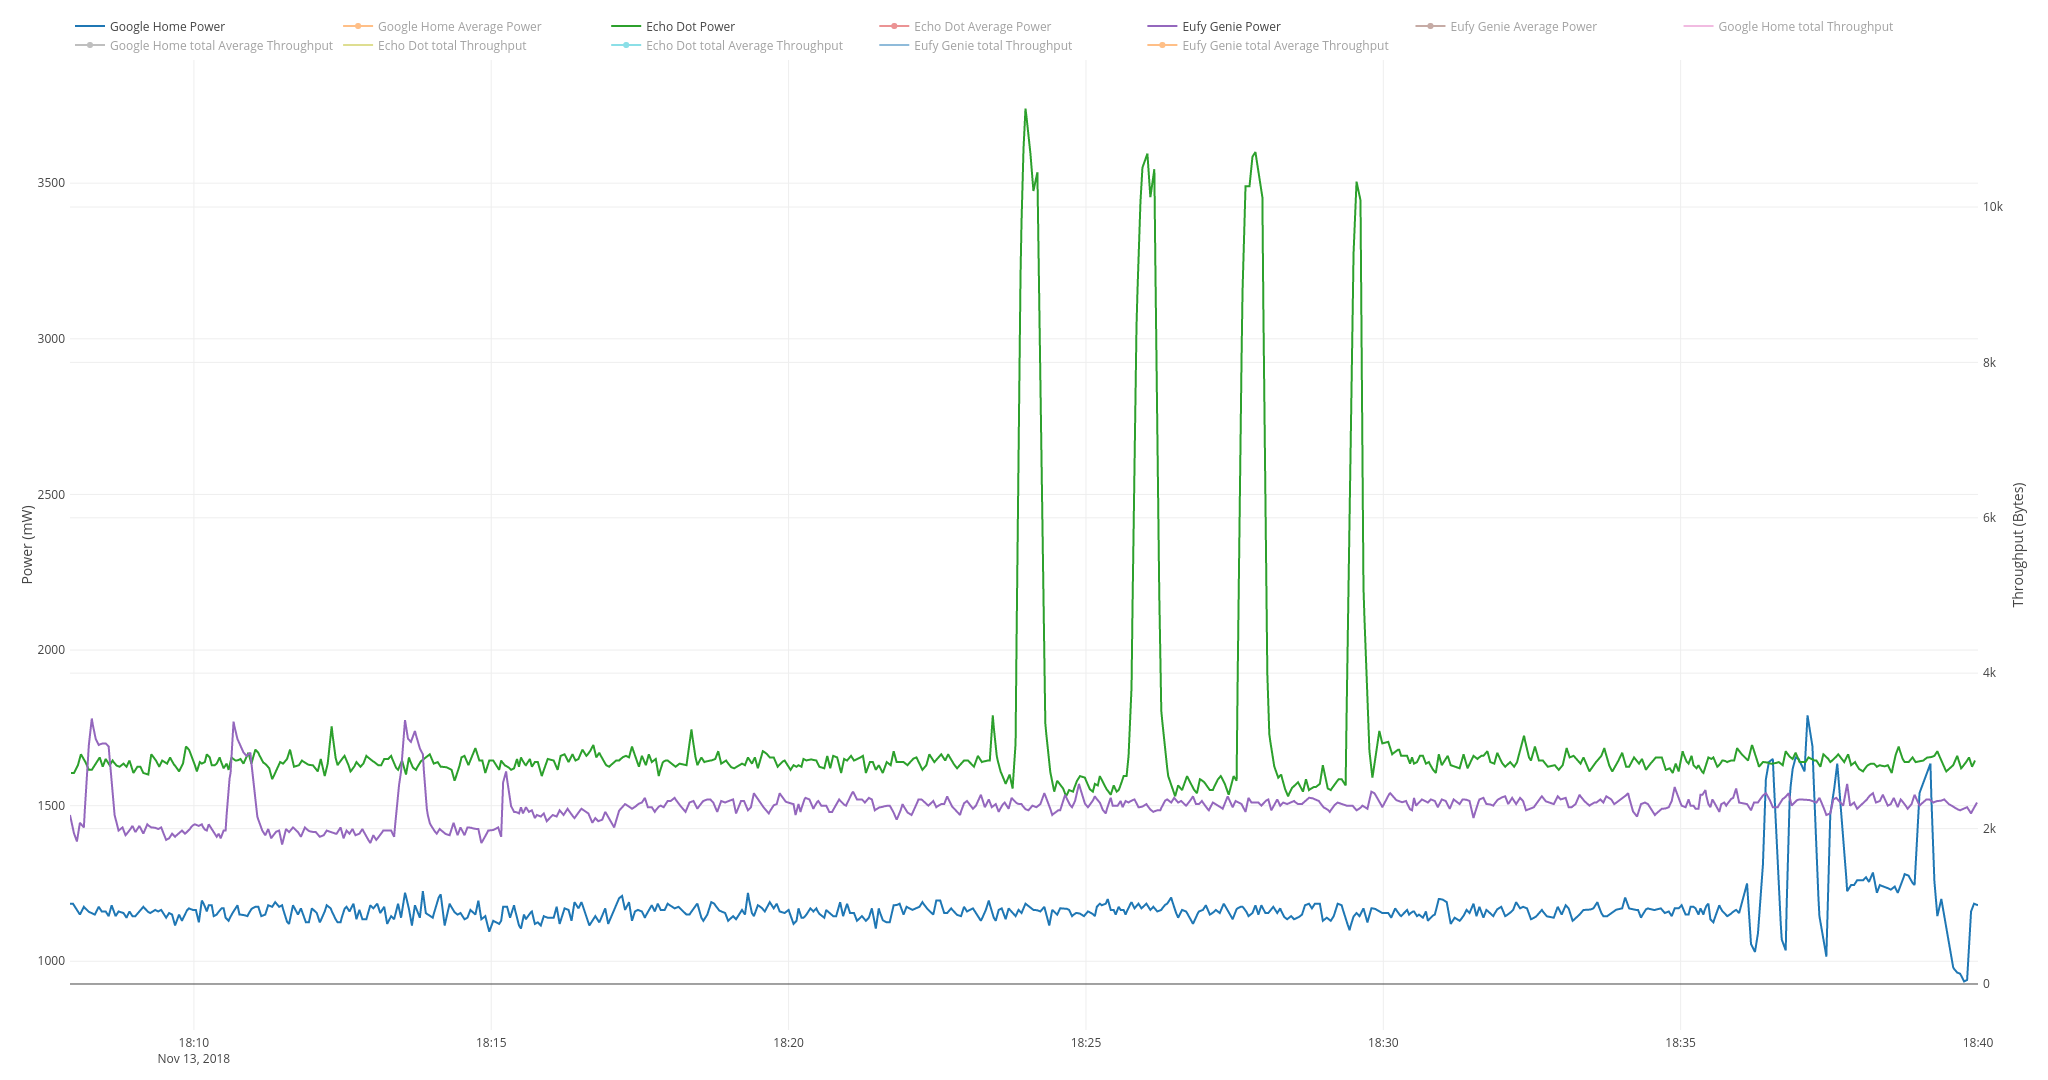 Google Home Power Google Home Average Power Echo Dot Power Echo Dot Average Power Eufy Genie Power Eufy Genie Average Power Google Home total Throughput
Google Home total Average Throughput Echo Dot total Throughput Echo Dot total Average Throughput Eufy Genie total Throughput Eufy Genie total Average Throughput
3500
3000
2500
2000
1500
1000
Power (mW)
10k
8k
6k
4k
2k
0
Throughput (Bytes)
18:10 18:15 18:20 18:25 18:30 18:35 18:40
Nov 13, 2018